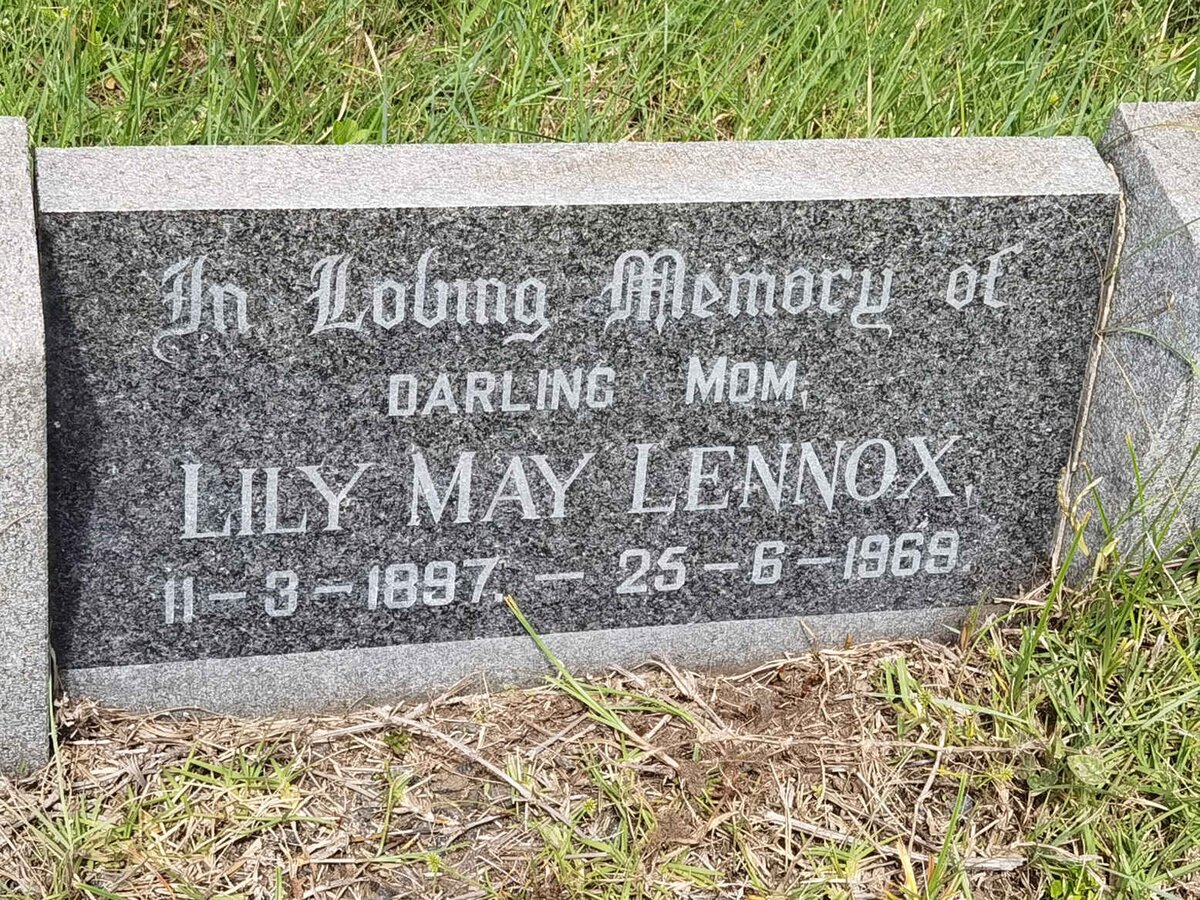 In Loving Memory of
DARLING MOM,
LILY MAY LENNOX,
11-3-1897. - 25-6-1969.